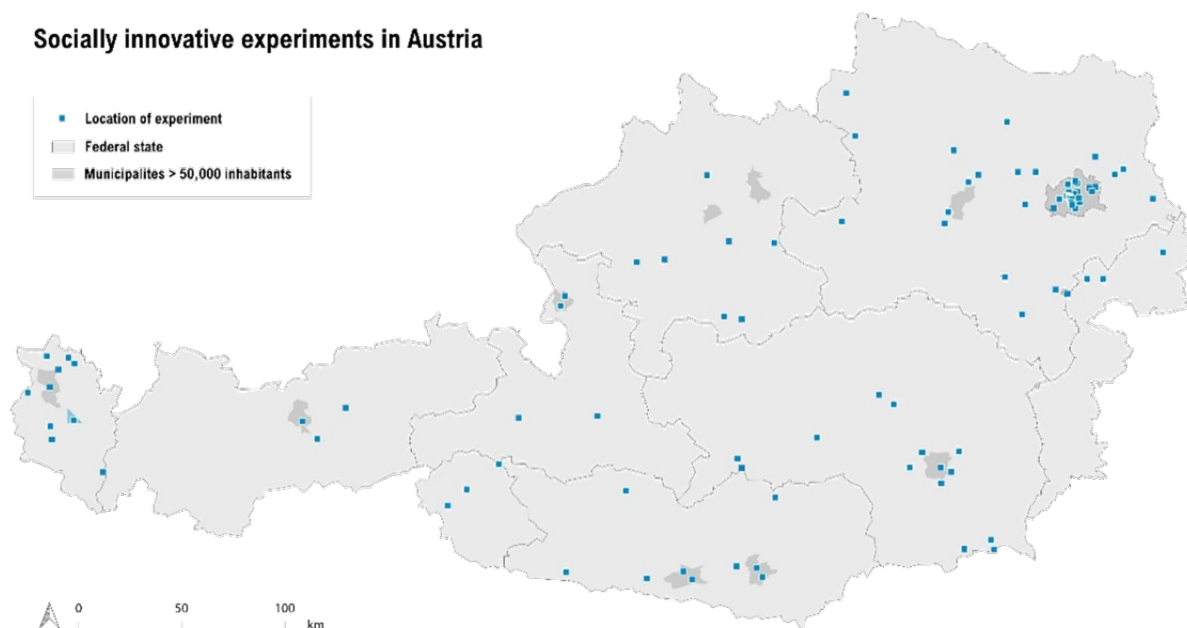 Socially innovative experiments in Austria
Location of experiment
Federal state
Municipalites > 50,000 inhabitants
0 50 100
km